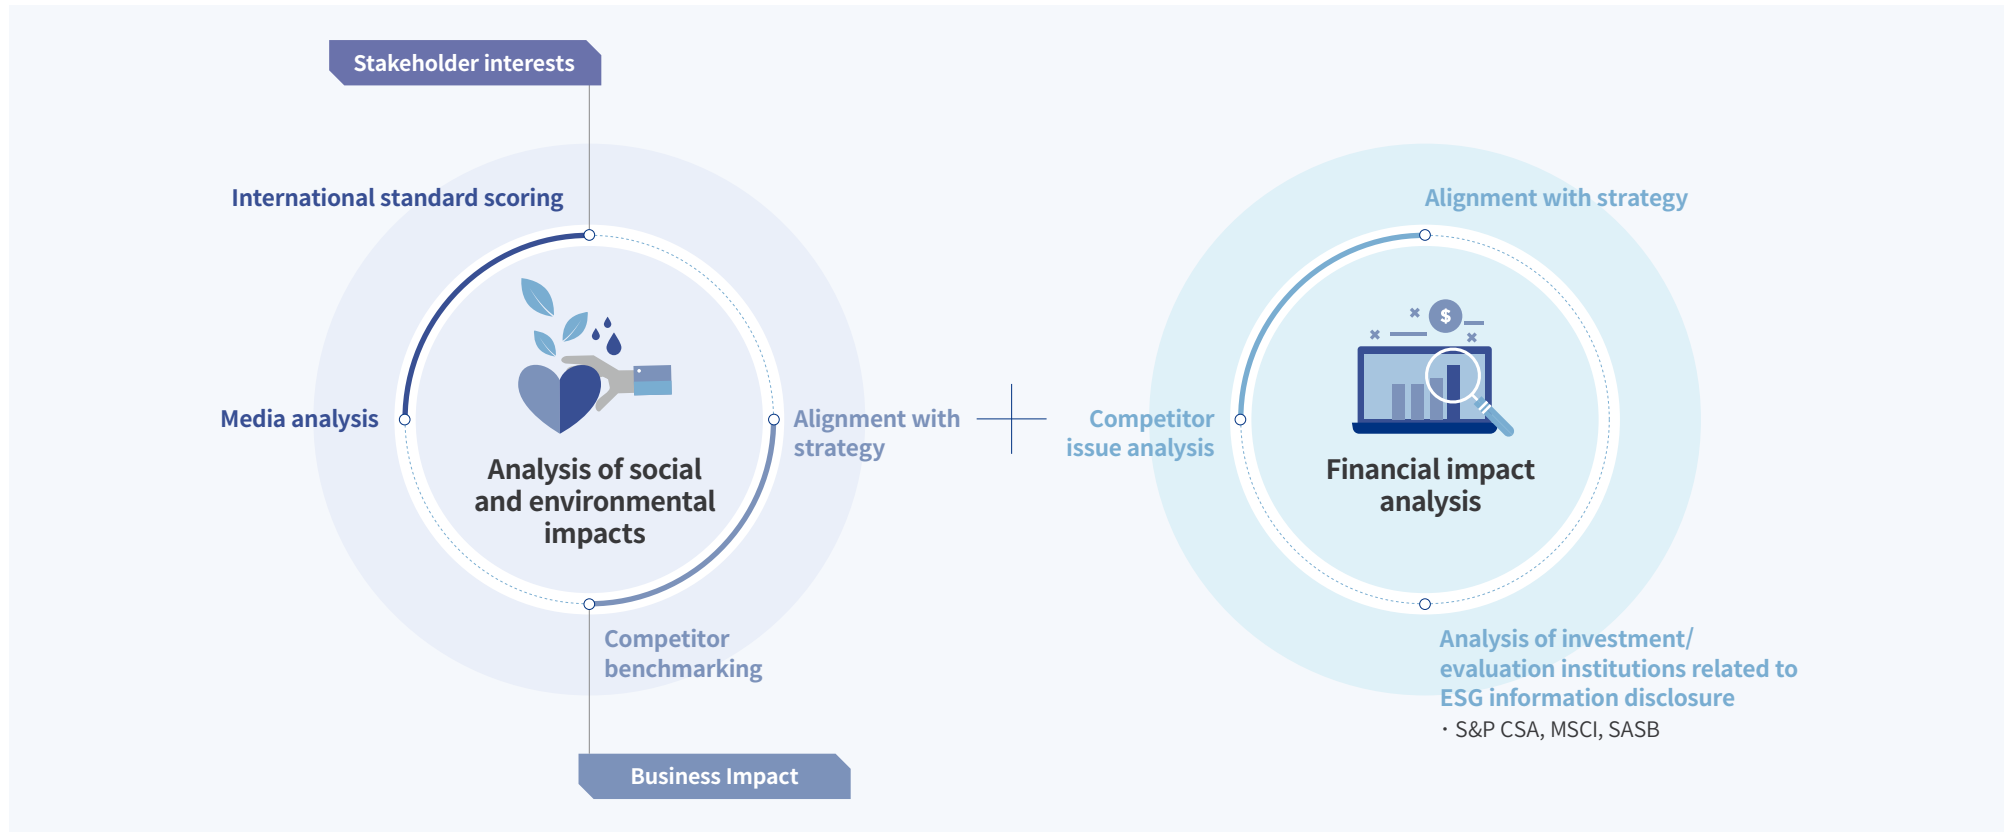 Stakeholder interests
International standard scoring
Media analysis
Analysis of social
and environmental
impacts
Alignment with
strategy
Competitor
benchmarking
Business Impact
Alignment with strategy
Competitor
issue analysis
$
Financial impact
analysis
Analysis of investment/
evaluation institutions related to
ESG information disclosure
· S&P CSA, MSCI, SASB